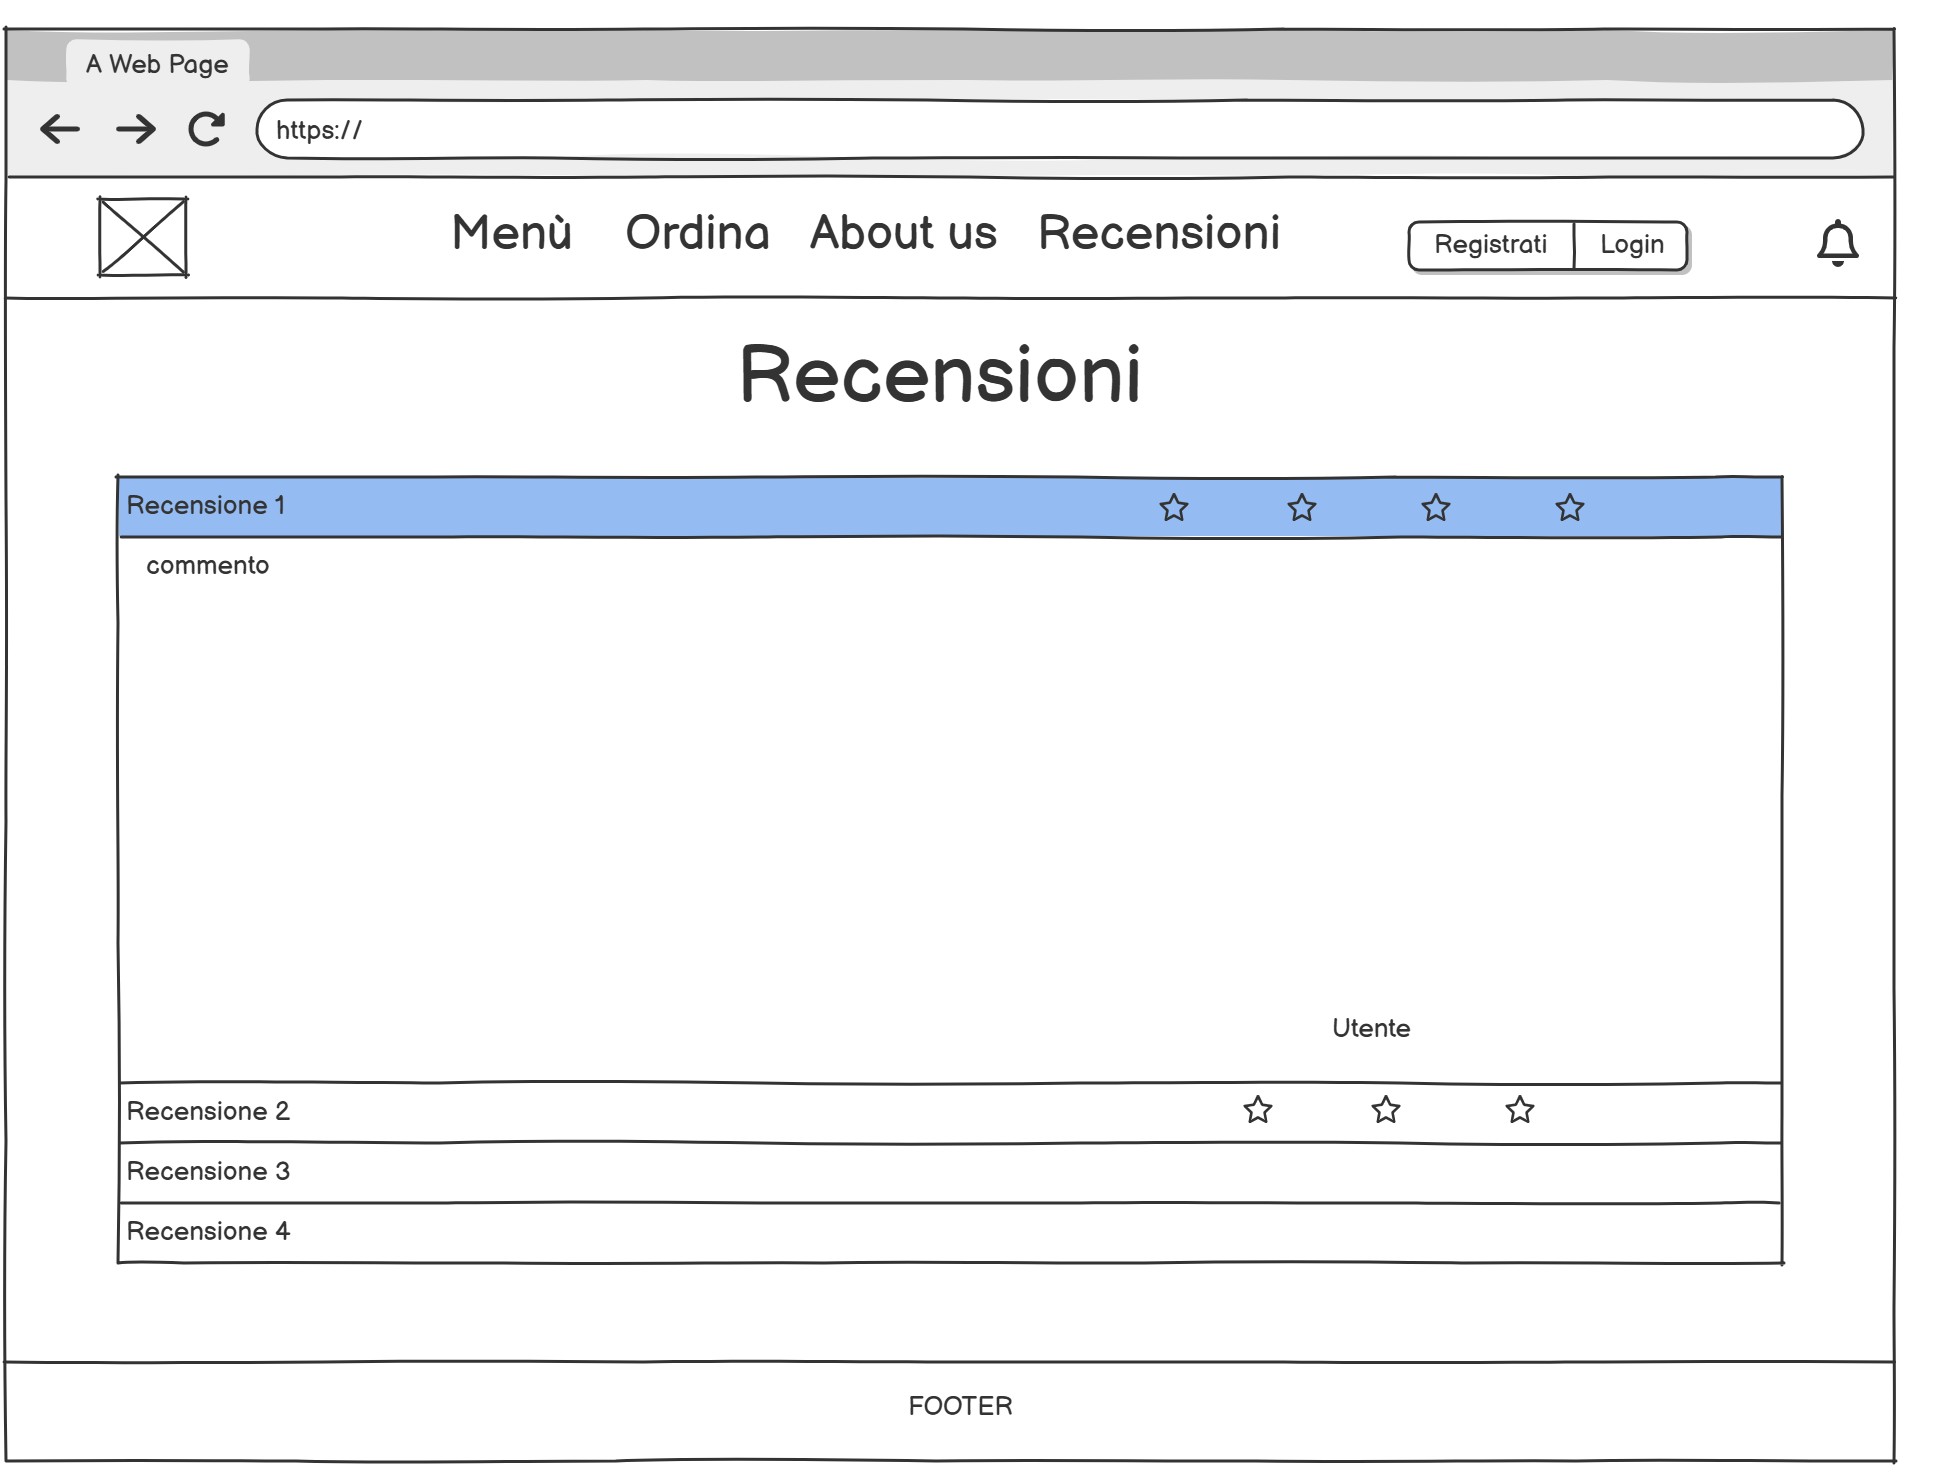 A Web Page
https://
Menù Ordina About us Recensioni Registrati Login
Recensioni
Recensione 1
commento
Utente
Recensione 2
Recensione 3
Recensione 4
FOOTER